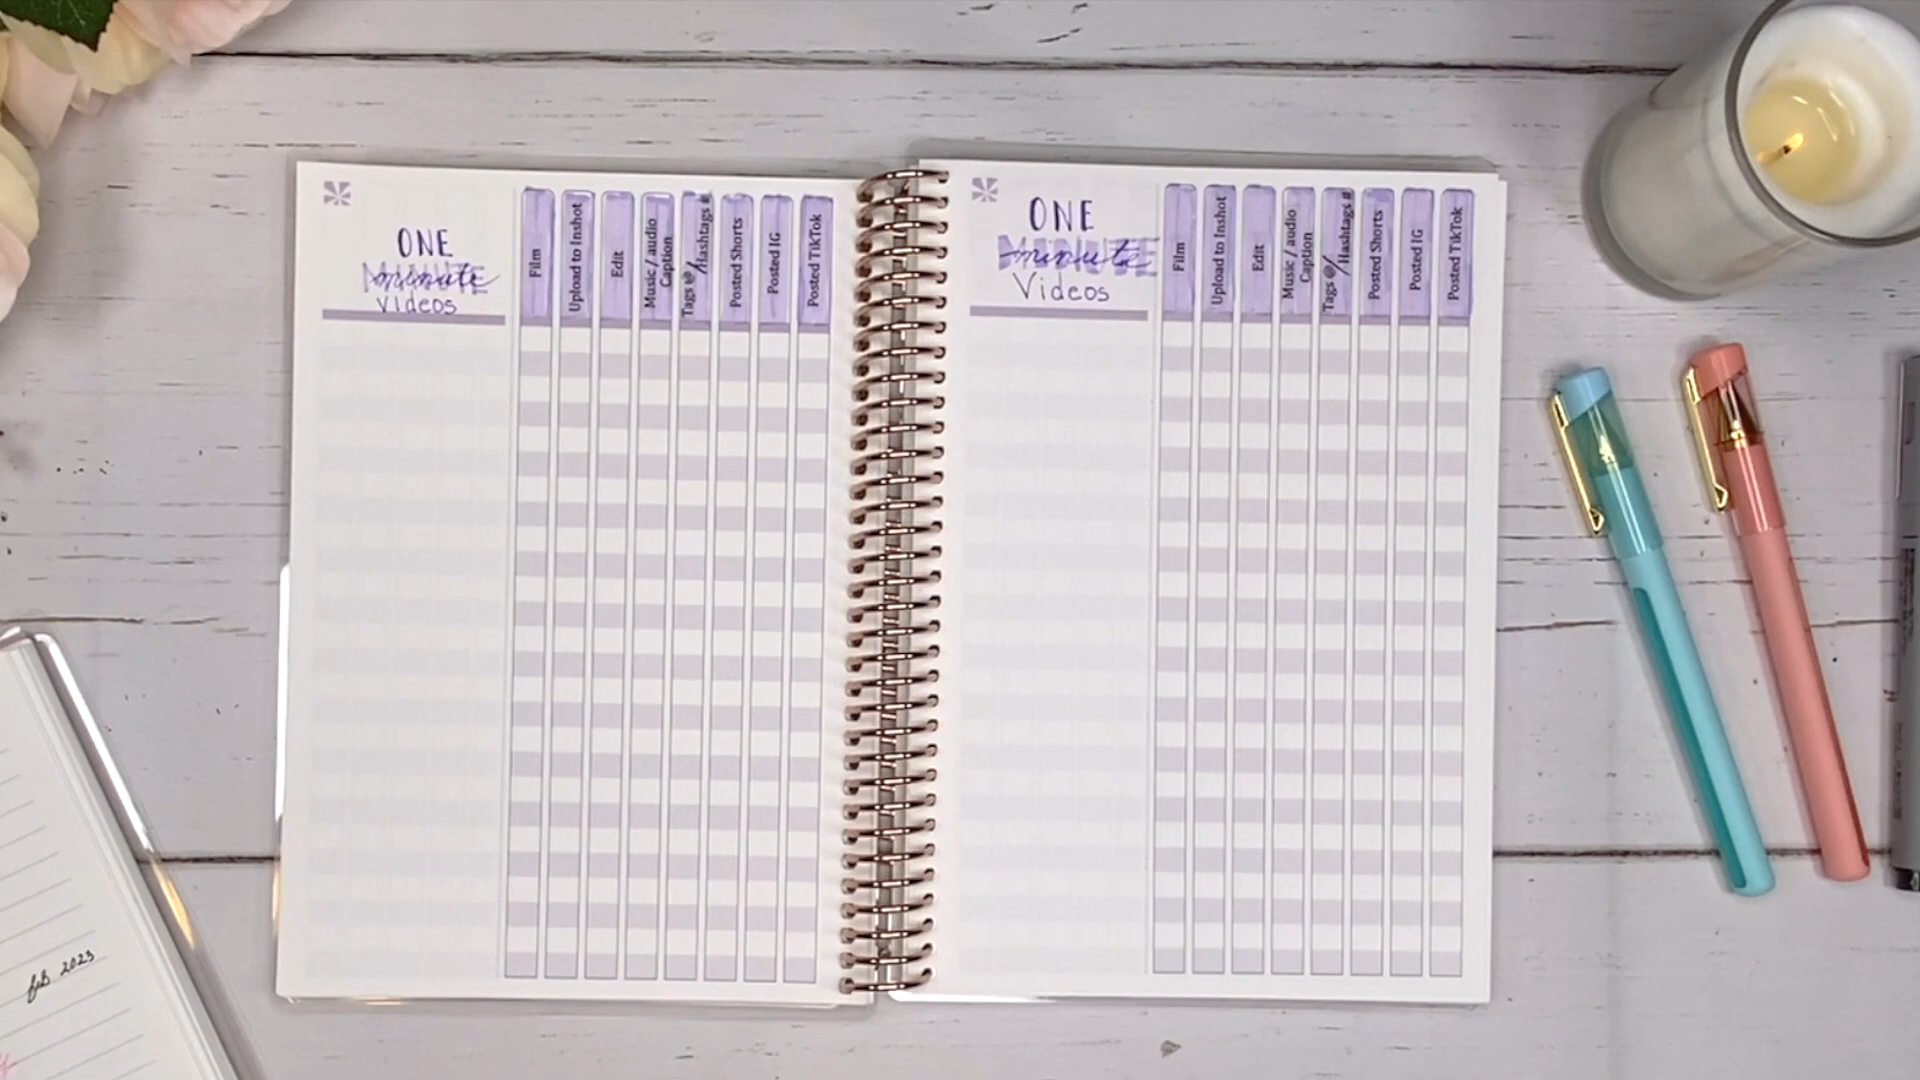 ONE
minute
Videos
Film
Upload to Inshot
Edit
Music / audio
Caption
Tags @/Hashtags #
Posted Shorts
Posted IG
Posted TikTok
ONE
minute
Videos
Film
Upload to Inshot
Edit
Music / audio
Caption
Tags @/Hashtags #
Posted Shorts
Posted IG
Posted TikTok
feb 2023